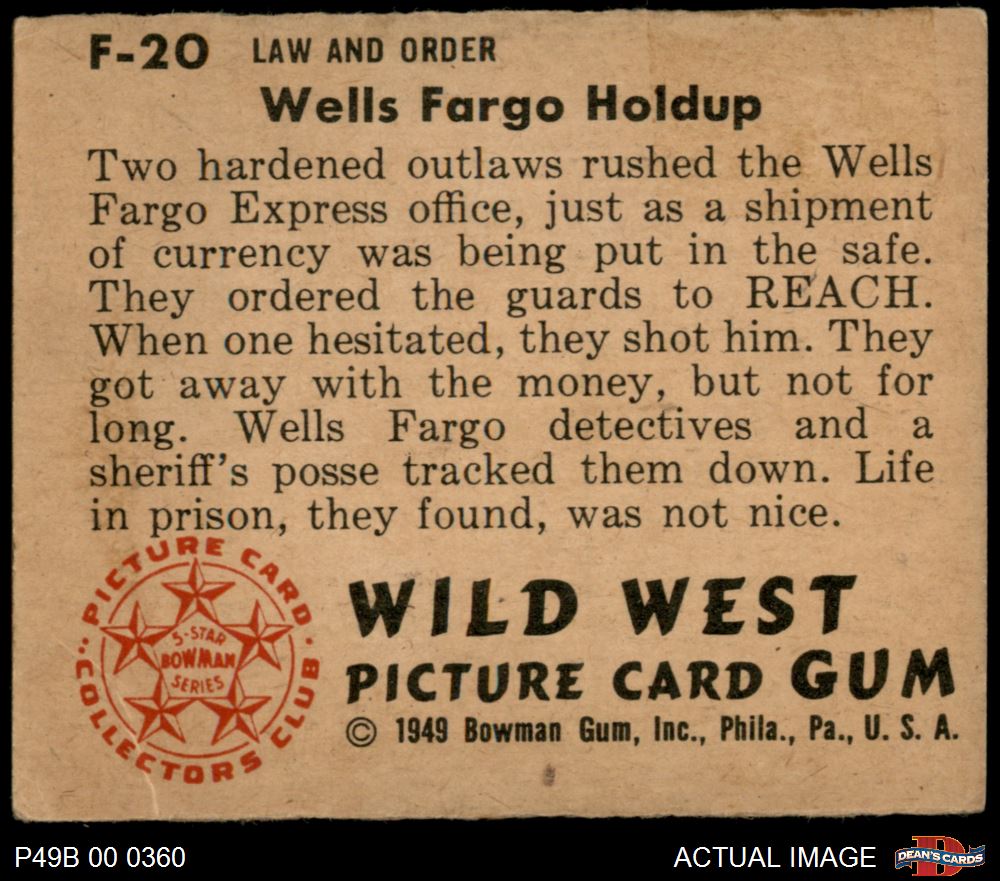 F-20 LAW AND ORDER
Wells Fargo Holdup
Two hardened outlaws rushed the Wells
Fargo Express office, just as a shipment
of currency was being put in the safe.
They ordered the guards to REACH.
When one hesitated, they shot him. They
got away with the money, but not for
long. Wells Fargo detectives and a
sheriff's posse tracked them down. Life
in prison, they found, was not nice.
PICTURE CARD
COLLECTORS CLUB
5-STAR
BOWMAN
SERIES
WILD WEST
PICTURE CARD GUM
© 1949 Bowman Gum, Inc., Phila., Pa., U. S. A.
P49B 00 0360
ACTUAL IMAGE
D
DEAN'S CARDS